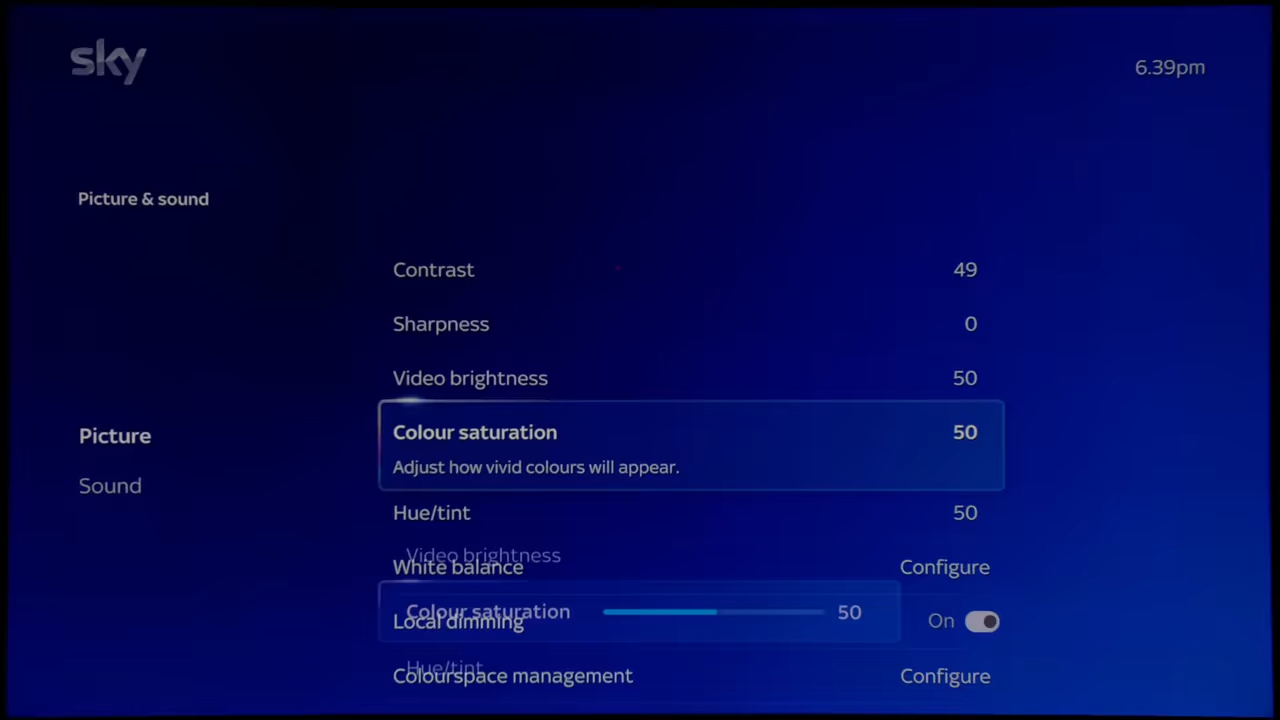 sky
6.39pm
Picture & sound
Contrast 49
Sharpness 0
Video brightness 50
Picture
Colour saturation 50
Adjust how vivid colours will appear.
Sound
Hue/tint 50
Video brightness
White balance Configure
Colour saturation 50
Local dimming On
Hue/tint
Colourspace management Configure